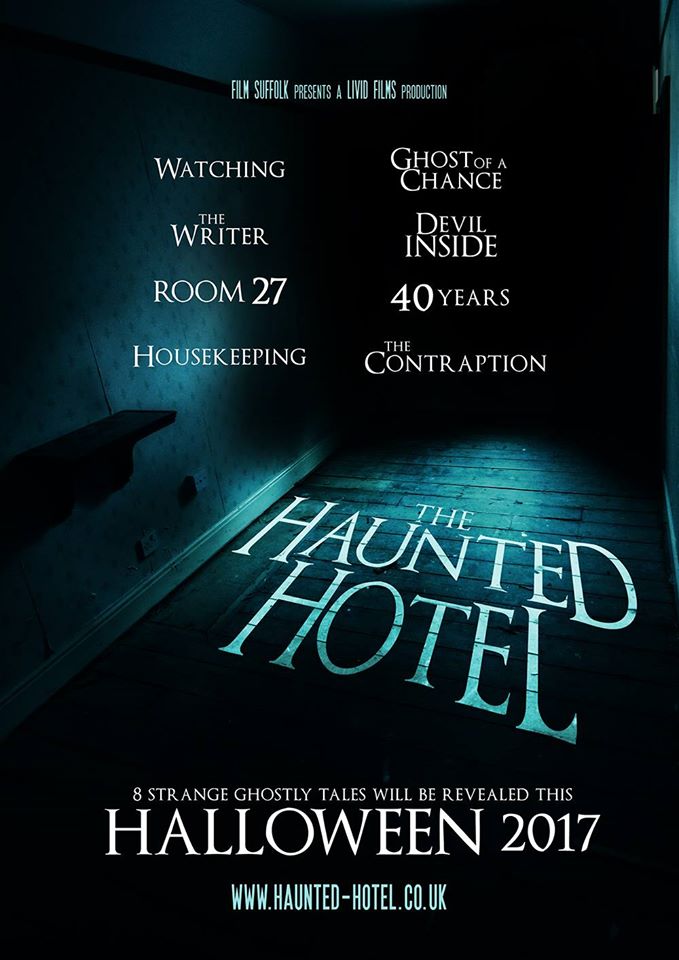 FILM SUFFOLK PRESENTS A LIVID FILMS PRODUCTION
WATCHING
THE
WRITER
ROOM 27
HOUSEKEEPING
GHOST OF A
CHANCE
DEVIL
INSIDE
40 YEARS
THE
CONTRAPTION
THE
HAUNTED
HOTEL
8 STRANGE GHOSTLY TALES WILL BE REVEALED THIS
HALLOWEEN 2017
WWW.HAUNTED-HOTEL.CO.UK